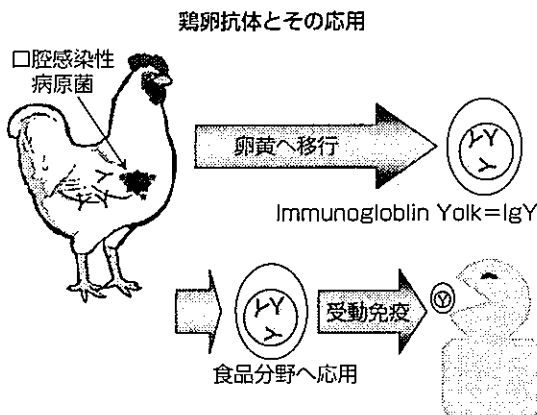 鶏卵抗体とその応用
口腔感染性
病原菌
卵黄へ移行
Immunogloblin Yolk=IgY
受動免疫
食品分野へ応用